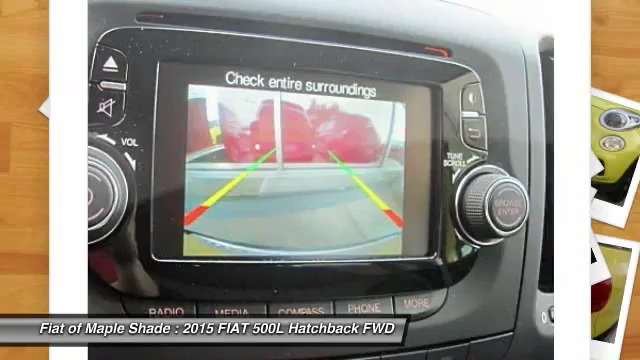 Check entire surroundings
VOL
TUNE
SCROLL
BROWSE
ENTER
RADIO
MEDIA
COMPASS
PHONE
MORE
Fiat of Maple Shade : 2015 FIAT 500L Hatchback FWD